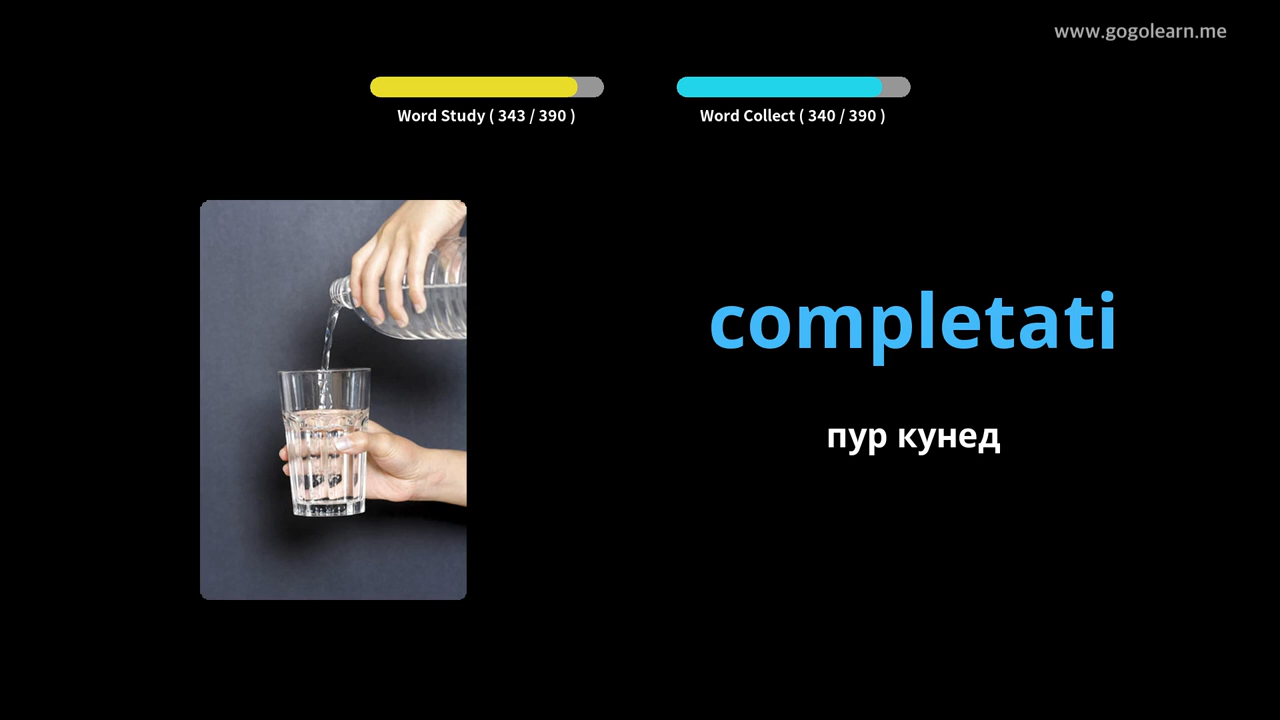 www.gogolearn.me
Word Study ( 343 / 390 )
Word Collect ( 340 / 390 )
completati
пур кунед